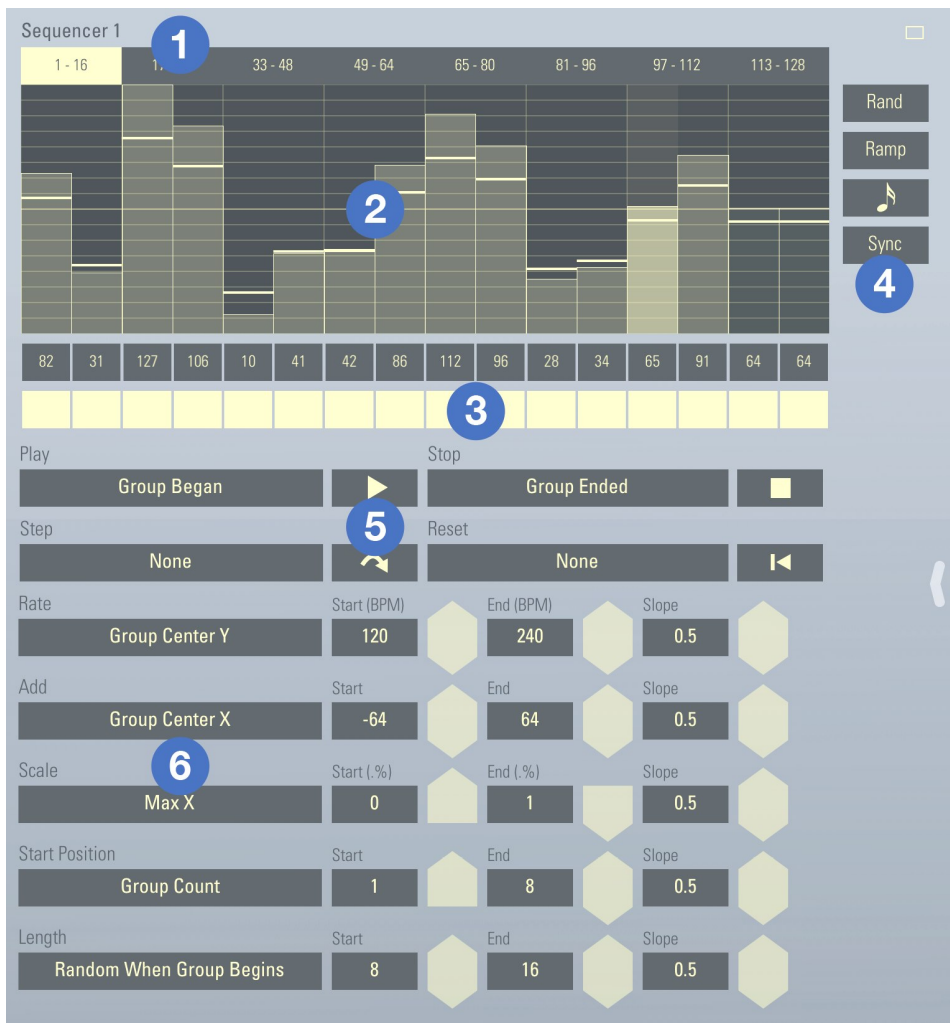 Sequencer 1
1 - 16 33 - 48 49 - 64 65 - 80 81 - 96 97 - 112 113 - 128
1
Rand
Ramp
2
Sync
4
82 31 127 106 10 41 42 86 112 96 28 34 65 91 64 64
3
Play Stop
Group Began Group Ended
5
Step Reset
None None
Rate Start (BPM) End (BPM) Slope
Group Center Y 120 240 0.5
Add Start End Slope
Group Center X -64 64 0.5
6
Scale Start (.%) End (.%) Slope
Max X 0 1 0.5
Start Position Start End Slope
Group Count 1 8 0.5
Length Start End Slope
Random When Group Begins 8 16 0.5